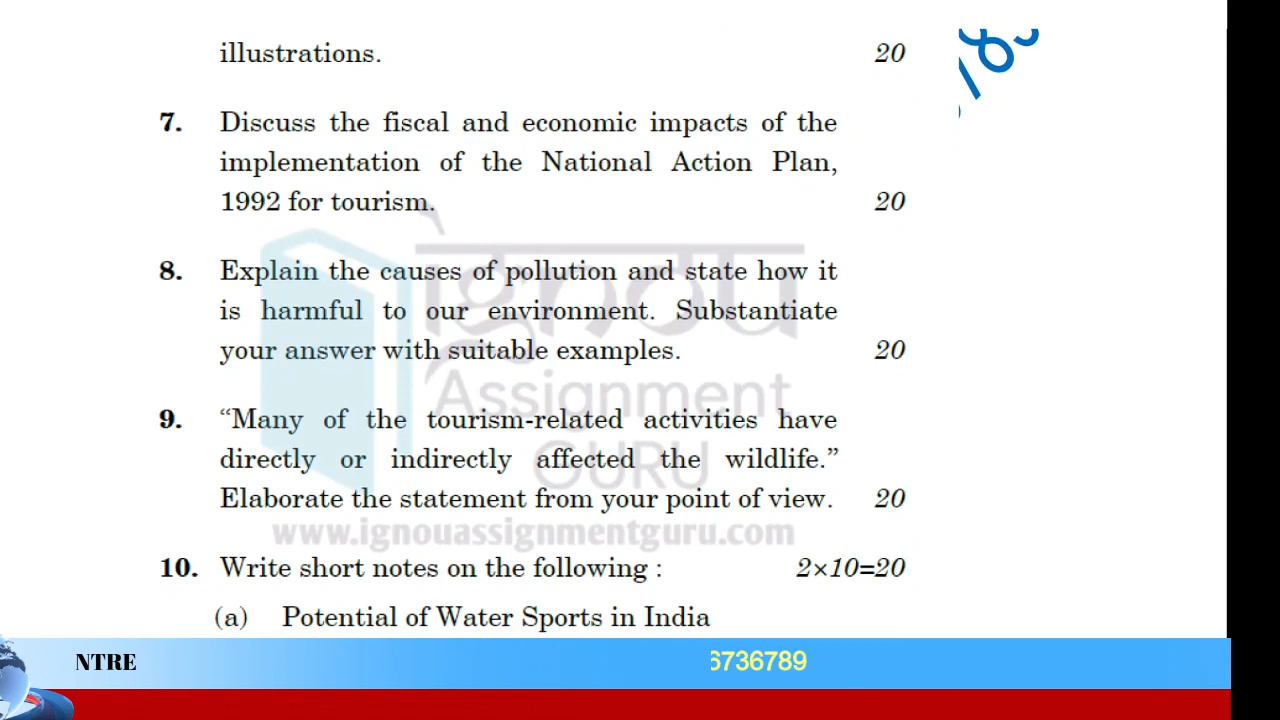 illustrations. 20
7. Discuss the fiscal and economic impacts of the
implementation of the National Action Plan,
1992 for tourism. 20
8. Explain the causes of pollution and state how it
is harmful to our environment. Substantiate
your answer with suitable examples. 20
9. “Many of the tourism-related activities have
directly or indirectly affected the wildlife.”
Elaborate the statement from your point of view. 20
10. Write short notes on the following : 2×10=20
(a) Potential of Water Sports in India
ignou
Assignment
GURU
www.ignouassignmentguru.com
NTRE 6736789